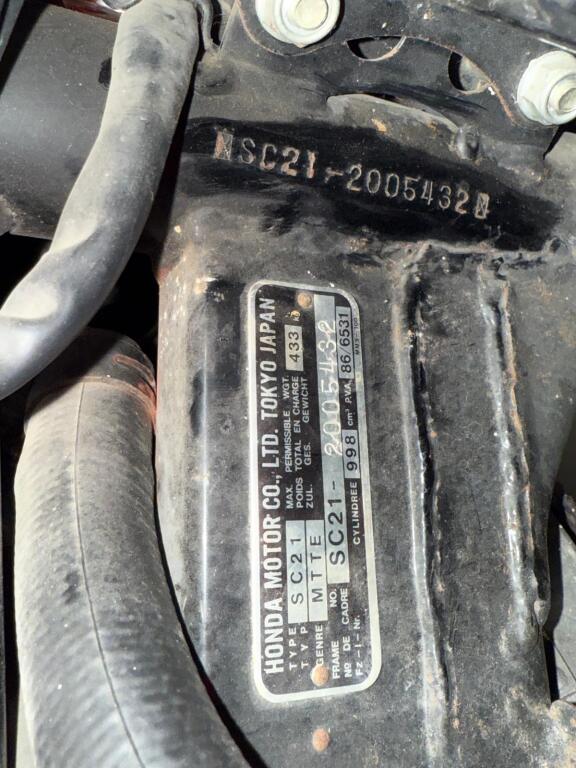 SC21-2005432
HONDA MOTOR CO., LTD. TOKYO JAPAN
TYPE SC21 MAX. PERMISSIBLE WGT.
TYP POIDS TOTAL EN CHARGE 433
ZUL. GES. GEWICHT
GENRE MTTE
FRAME NO. SC21-2005432
Nº DE CADRE
Fz-I-Nr. CYLINDREE 998 cm³ P.VA. 86/6531